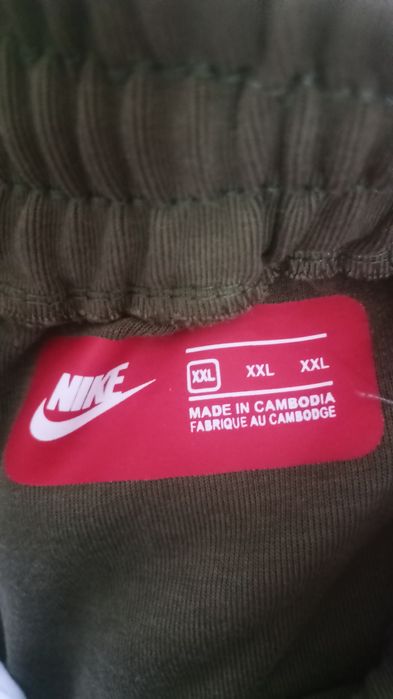 NIKE
XXL XXL XXL
MADE IN CAMBODIA
FABRIQUE AU CAMBODGE